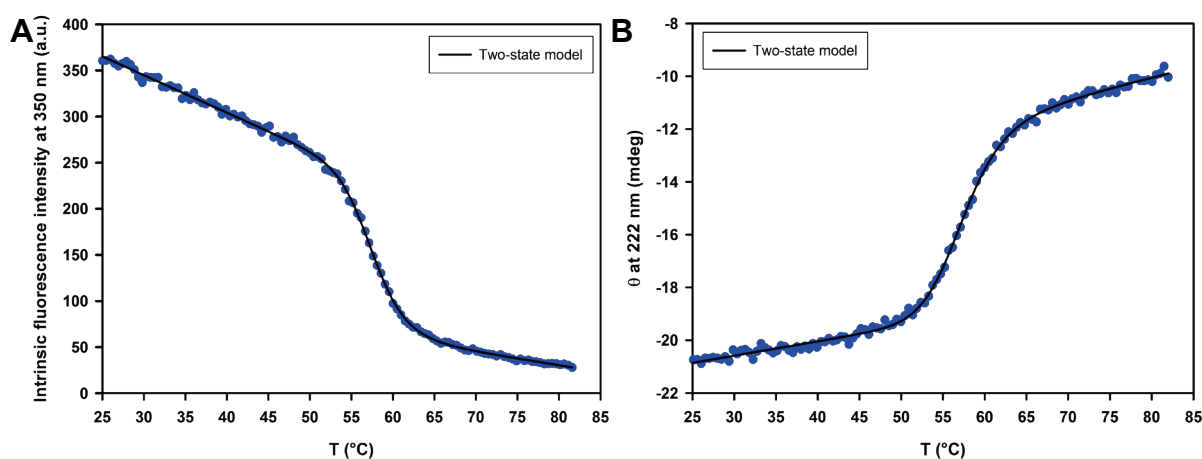 A
Intrinsic fluorescence intensity at 350 nm (a.u.)
400
350
300
250
200
150
100
50
0
Two-state model
25 30 35 40 45 50 55 60 65 70 75 80 85
T (°C)
B
θ at 222 nm (mdeg)
-8
-10
-12
-14
-16
-18
-20
-22
Two-state model
25 30 35 40 45 50 55 60 65 70 75 80 85
T (°C)